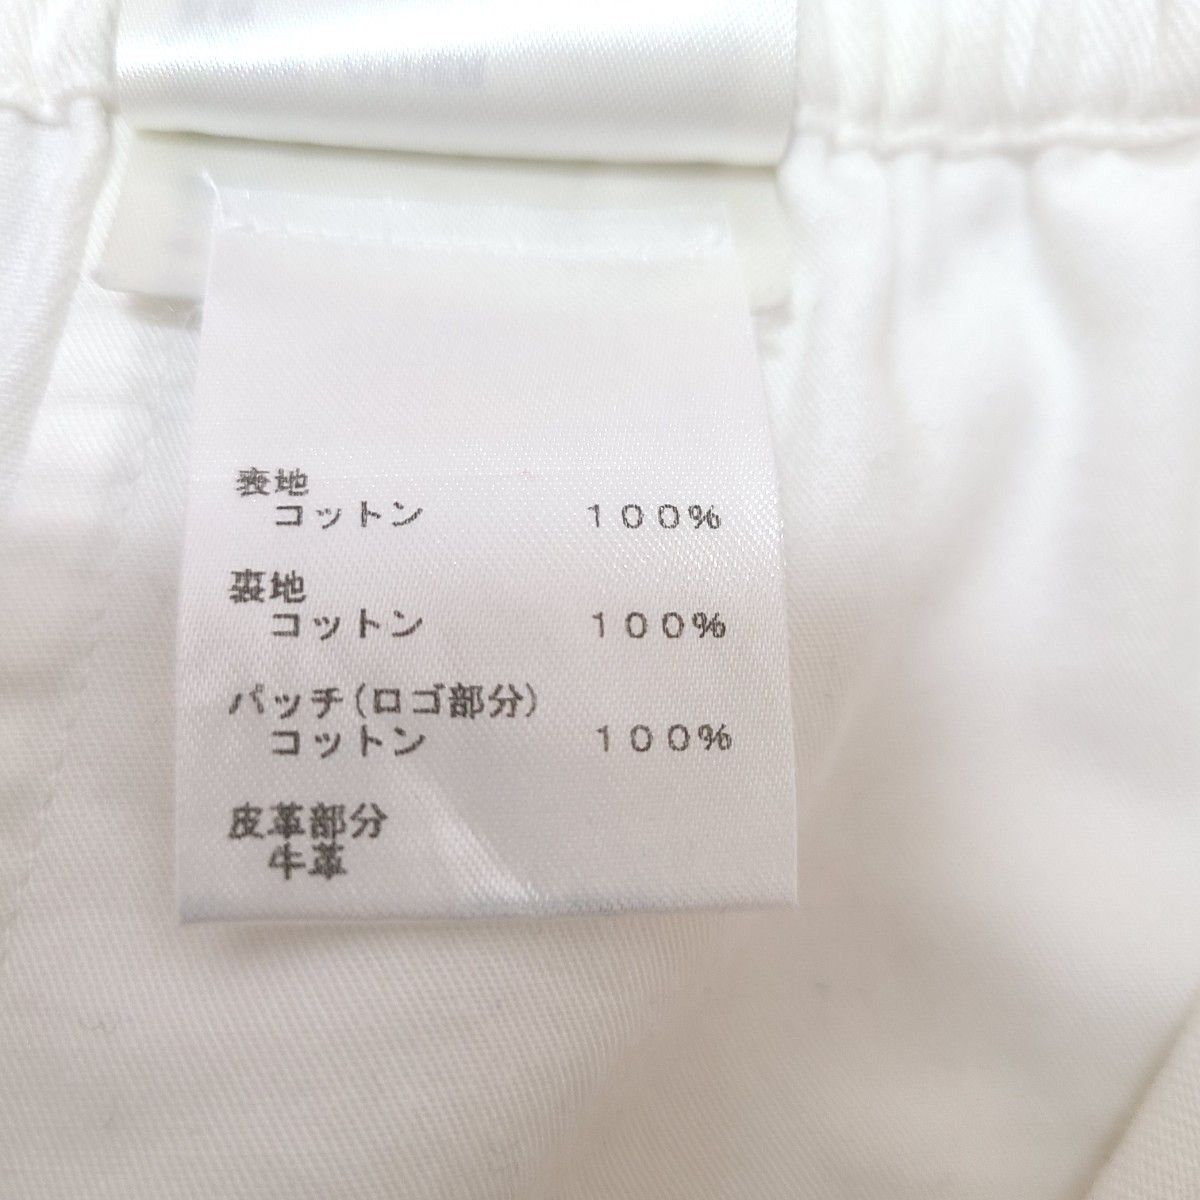 表地
コットン 100%
裏地
コットン 100%
パッチ(ロゴ部分)
コットン 100%
皮革部分
牛革